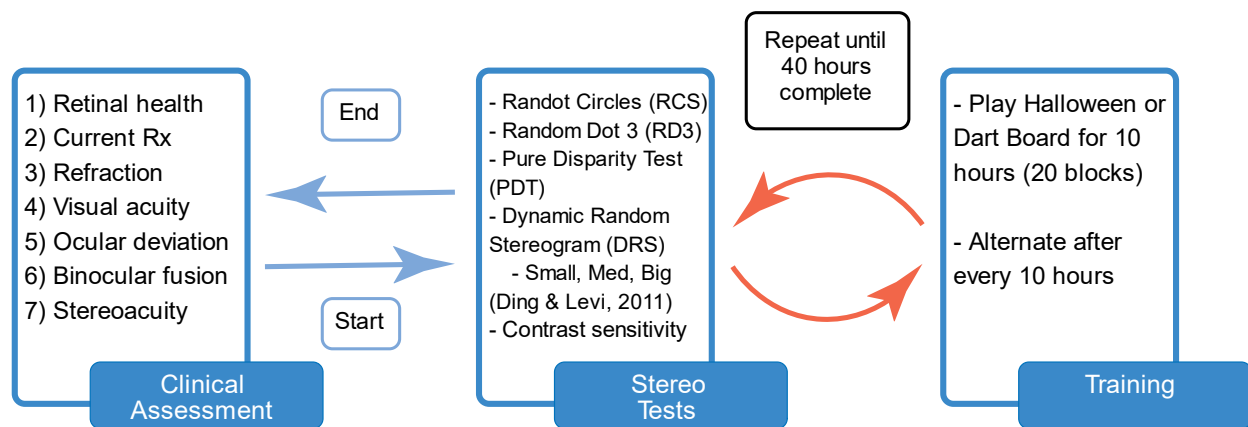 1) Retinal health
2) Current Rx
3) Refraction
4) Visual acuity
5) Ocular deviation
6) Binocular fusion
7) Stereoacuity
Clinical
Assessment
End
Start
- Randot Circles (RCS)
- Random Dot 3 (RD3)
- Pure Disparity Test
(PDT)
- Dynamic Random
Stereogram (DRS)
- Small, Med, Big
(Ding & Levi, 2011)
- Contrast sensitivity
Stereo
Tests
Repeat until
40 hours
complete
- Play Halloween or
Dart Board for 10
hours (20 blocks)
- Alternate after
every 10 hours
Training